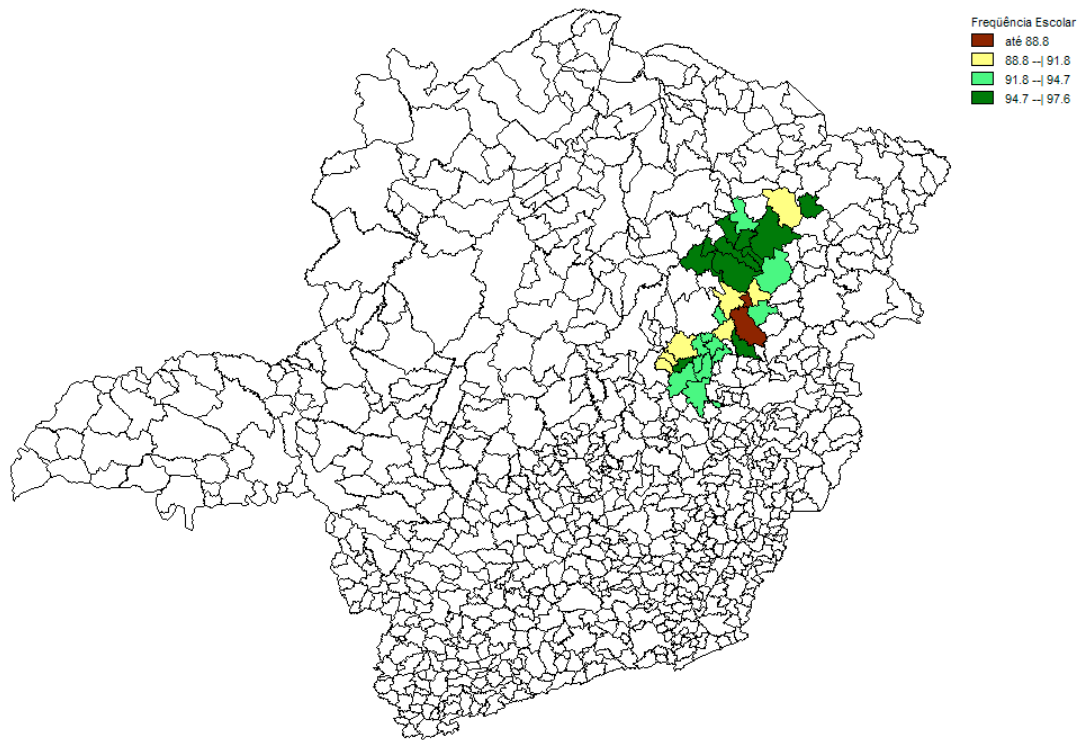 Freqüência Escolar
até 88.8
88.8 --| 91.8
91.8 --| 94.7
94.7 --| 97.6